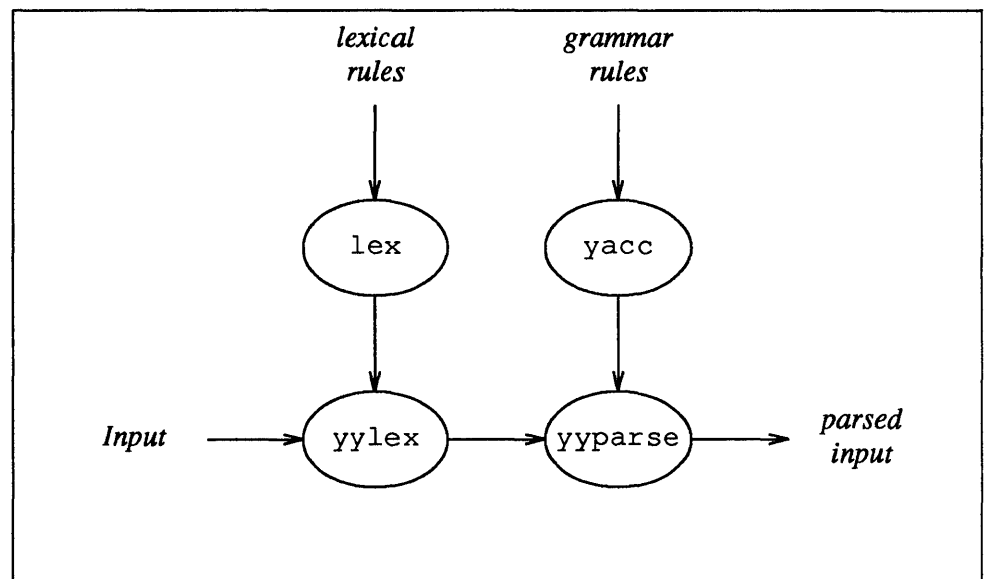 lexical
rules
grammar
rules
lex
yacc
Input
yylex
yyparse
parsed
input